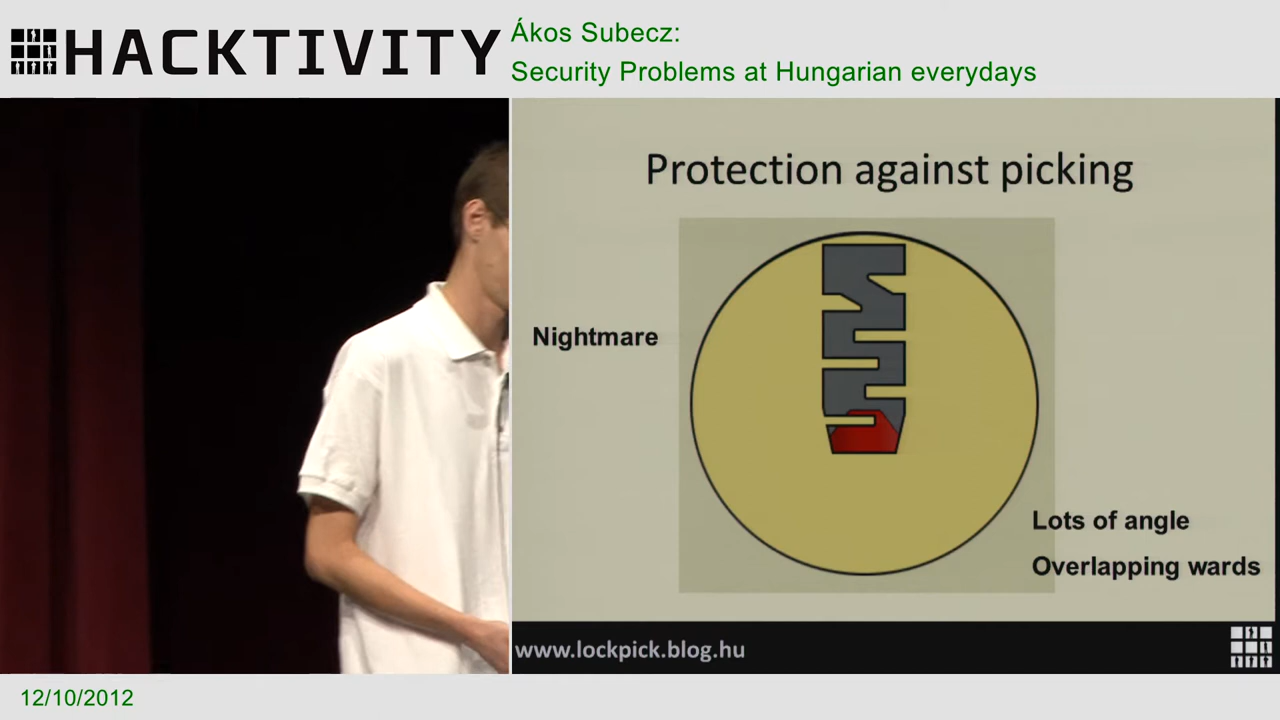 HACKTIVITY
Ákos Subecz:
Security Problems at Hungarian everydays
Protection against picking
Nightmare
Lots of angle
Overlapping wards
www.lockpick.blog.hu
12/10/2012